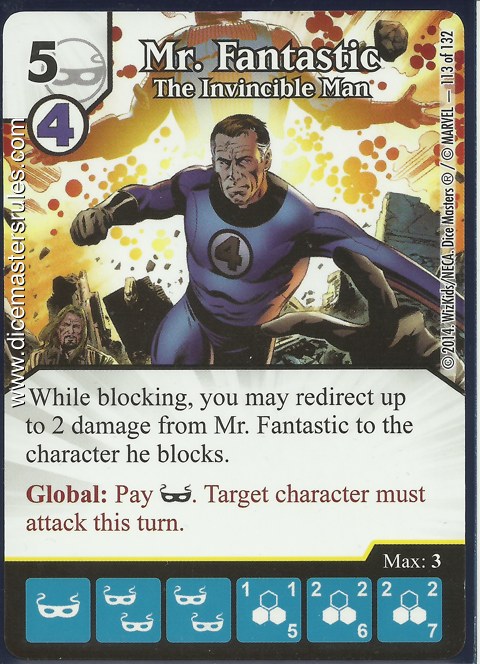 5
Mr. Fantastic
The Invincible Man
4
4
© 2014. WizKids/NECA. Dice Masters ® © MARVEL — 113 of 132
www.dicemastersrules.com
While blocking, you may redirect up
to 2 damage from Mr. Fantastic to the
character he blocks.
Global: Pay . Target character must
attack this turn.
Max: 3
1 1 5
2 2 6
2 2 7